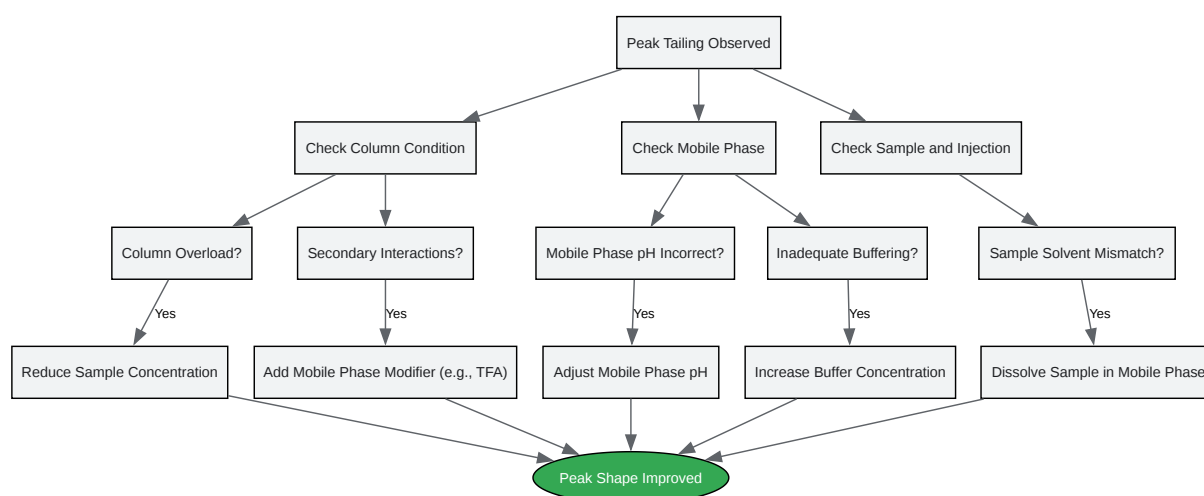 Peak Tailing Observed
Check Column Condition
Check Mobile Phase
Check Sample and Injection
Column Overload?
Secondary Interactions?
Mobile Phase pH Incorrect?
Inadequate Buffering?
Sample Solvent Mismatch?
Yes
Yes
Yes
Yes
Yes
Reduce Sample Concentration
Add Mobile Phase Modifier (e.g., TFA)
Adjust Mobile Phase pH
Increase Buffer Concentration
Dissolve Sample in Mobile Phase
Peak Shape Improved